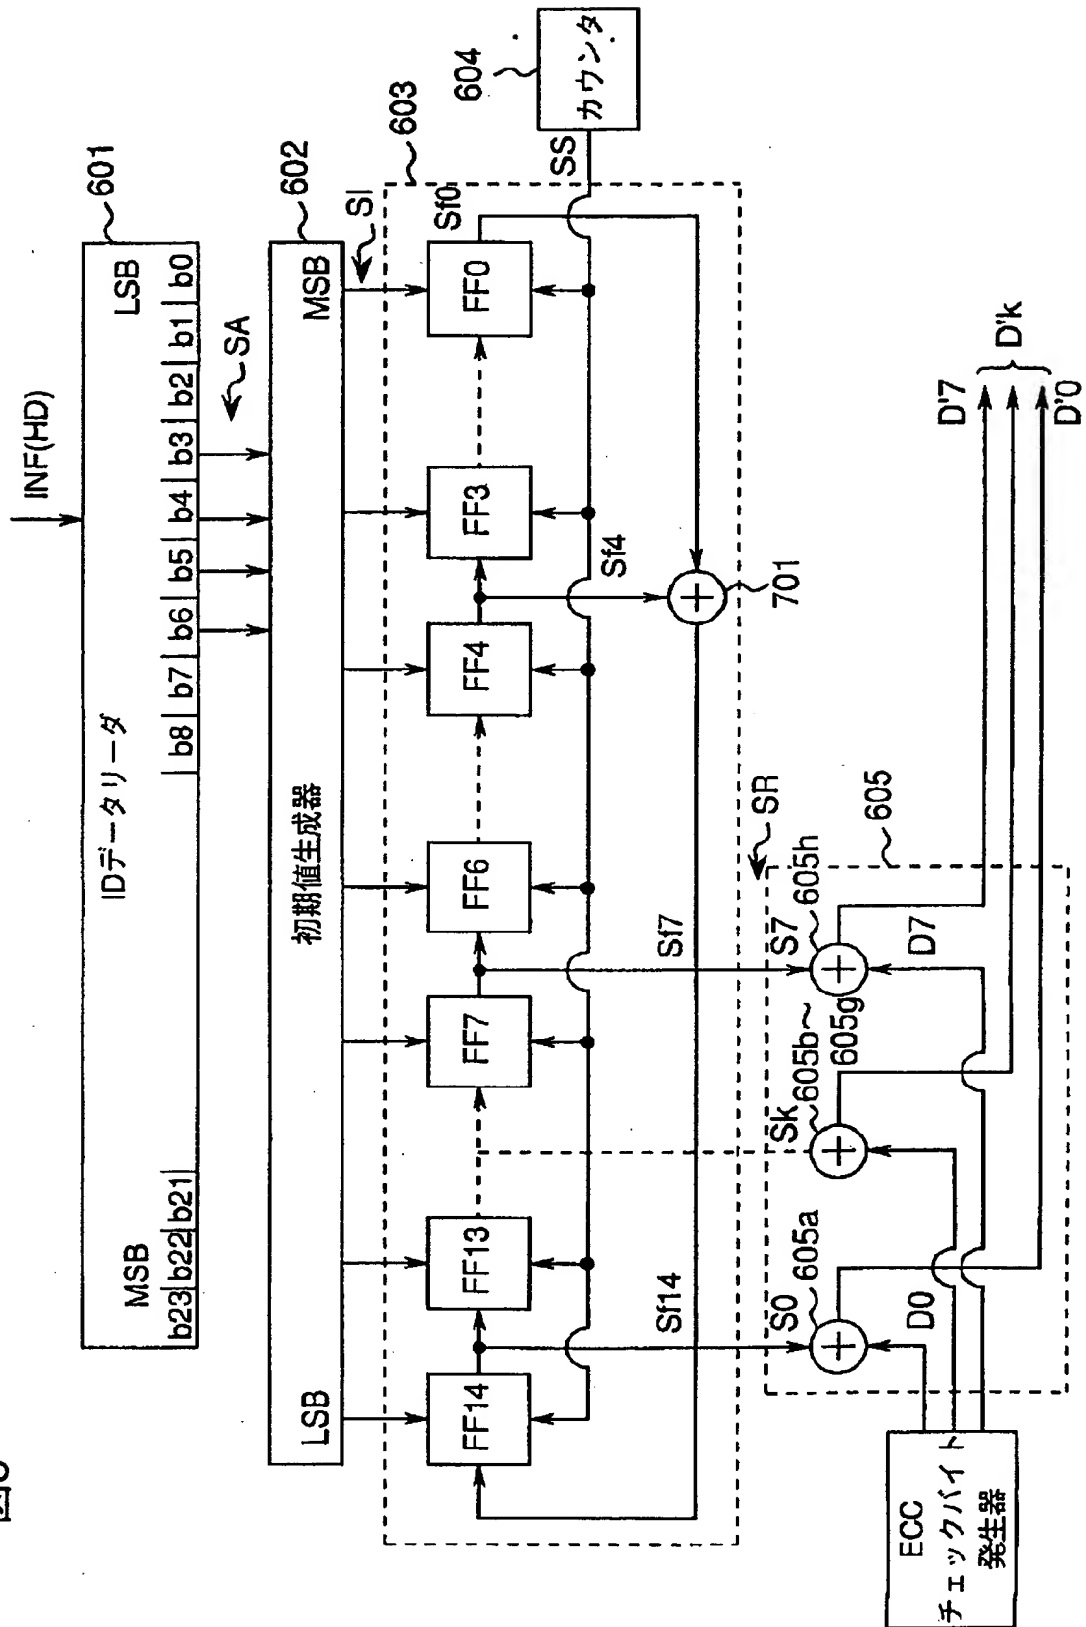 図6
INF(HD)
601
IDデータリーダ
MSB
LSB
b23 b22 b21
b8 b7 b6 b5 b4 b3 b2 b1 b0
SA
602
初期値生成器
LSB
MSB
SI
603
604
カウンタ
SS
FF14
FF13
FF7
FF6
FF4
FF3
FF0
Sf0
Sf4
701
Sf7
Sf14
SR
605
S0
605a
Sk
605b~
605g
S7
605h
D0
D7
D'7
D'k
D'0
ECC
チェックバイト
発生器